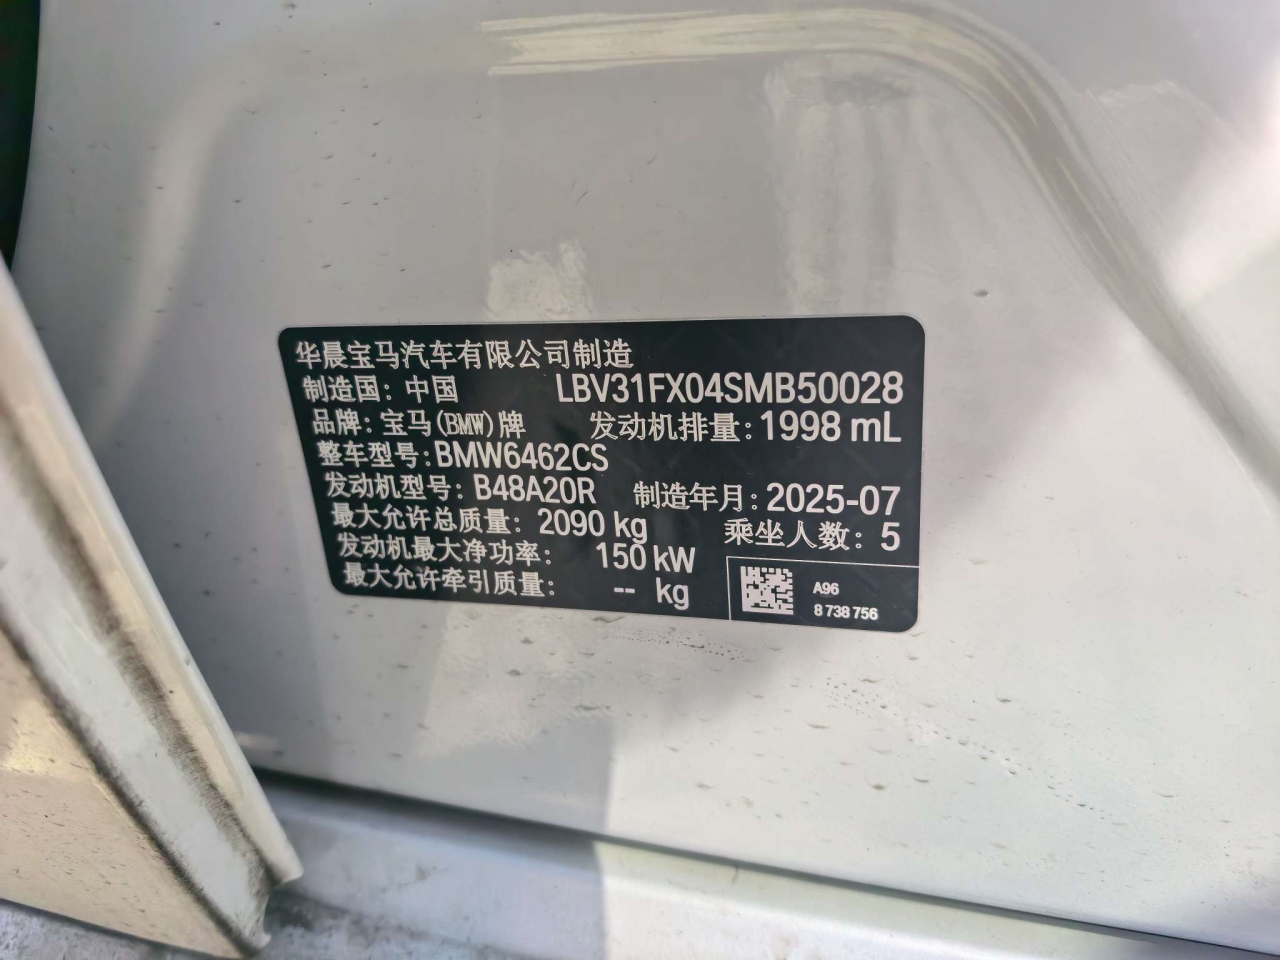 华晨宝马汽车有限公司制造
制造国：中国 LBV31FX04SMB50028
品牌：宝马(BMW)牌 发动机排量：1998 mL
整车型号：BMW6462CS
发动机型号：B48A20R 制造年月：2025-07
最大允许总质量：2090 kg 乘坐人数：5
发动机最大净功率：150 kW
最大允许牵引质量：-- kg
A96
8 738 756